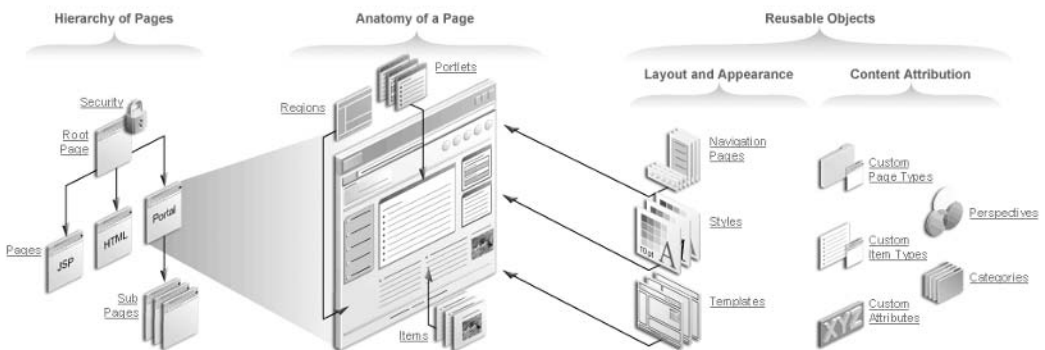 Hierarchy of Pages
Anatomy of a Page
Reusable Objects
Layout and Appearance
Content Attribution
Security
Root
Page
Pages
JSP
HTML
Portal
Sub
Pages
Regions
Portlets
Items
Navigation
Pages
Styles
10pt
A
Templates
Custom
Page Types
Perspectives
Custom
Item Types
Categories
XYZ
Custom
Attributes